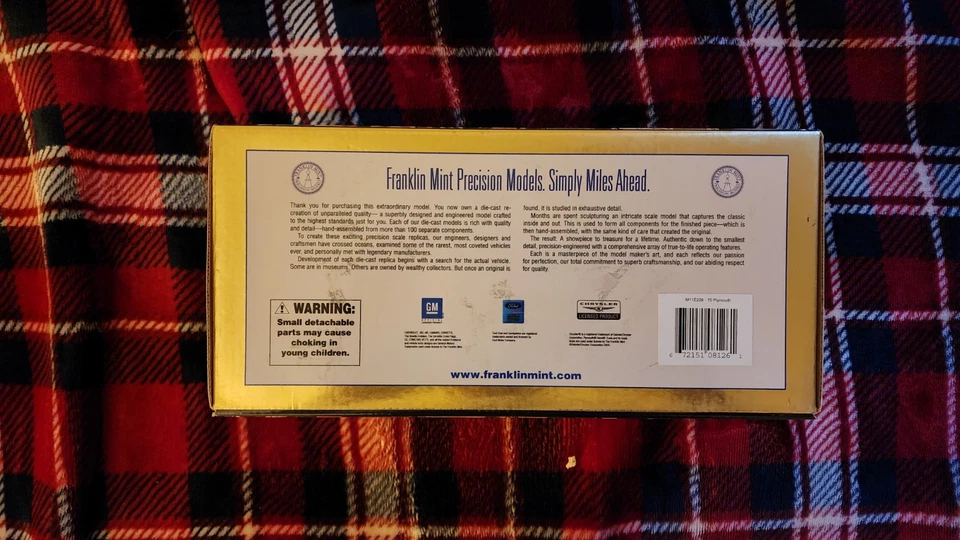 Franklin Mint Precision Models. Simply Miles Ahead.
Thank you for purchasing this extraordinary model. You now own a die-cast re-
creation of unparalleled quality— a superbly designed and engineered model crafted
to the highest standards just for you. Each of our die-cast models is rich with quality
and detail—hand-assembled from more than 100 separate components.
To create these exciting precision scale replicas, our engineers, designers and
craftsmen have crossed oceans, examined some of the rarest, most coveted vehicles
ever, and personally met with legendary manufacturers.
Development of each die-cast replica begins with a search for the actual vehicle.
Some are in museums. Others are owned by wealthy collectors. But once an original is
found, it is studied in exhaustive detail.
Months are spent sculpturing an intricate scale model that captures the classic
inside and out. This is used to form all components for the finished piece—which is
then hand-assembled, with the same kind of care that created the original.
The result: A showpiece to treasure for a lifetime. Authentic down to the smallest
detail, precision-engineered with a comprehensive array of true-to-life operating features.
Each is a masterpiece of the model maker's art, and each reflects our passion
for perfection, our total commitment to superb craftsmanship, and our abiding respect
for quality.
WARNING:
Small detachable
parts may cause
choking in
young children.
GM
Ford
CHRYSLER
LICENSED PRODUCT
70 Plymouth
6 72151 08126 1
www.franklinmint.com